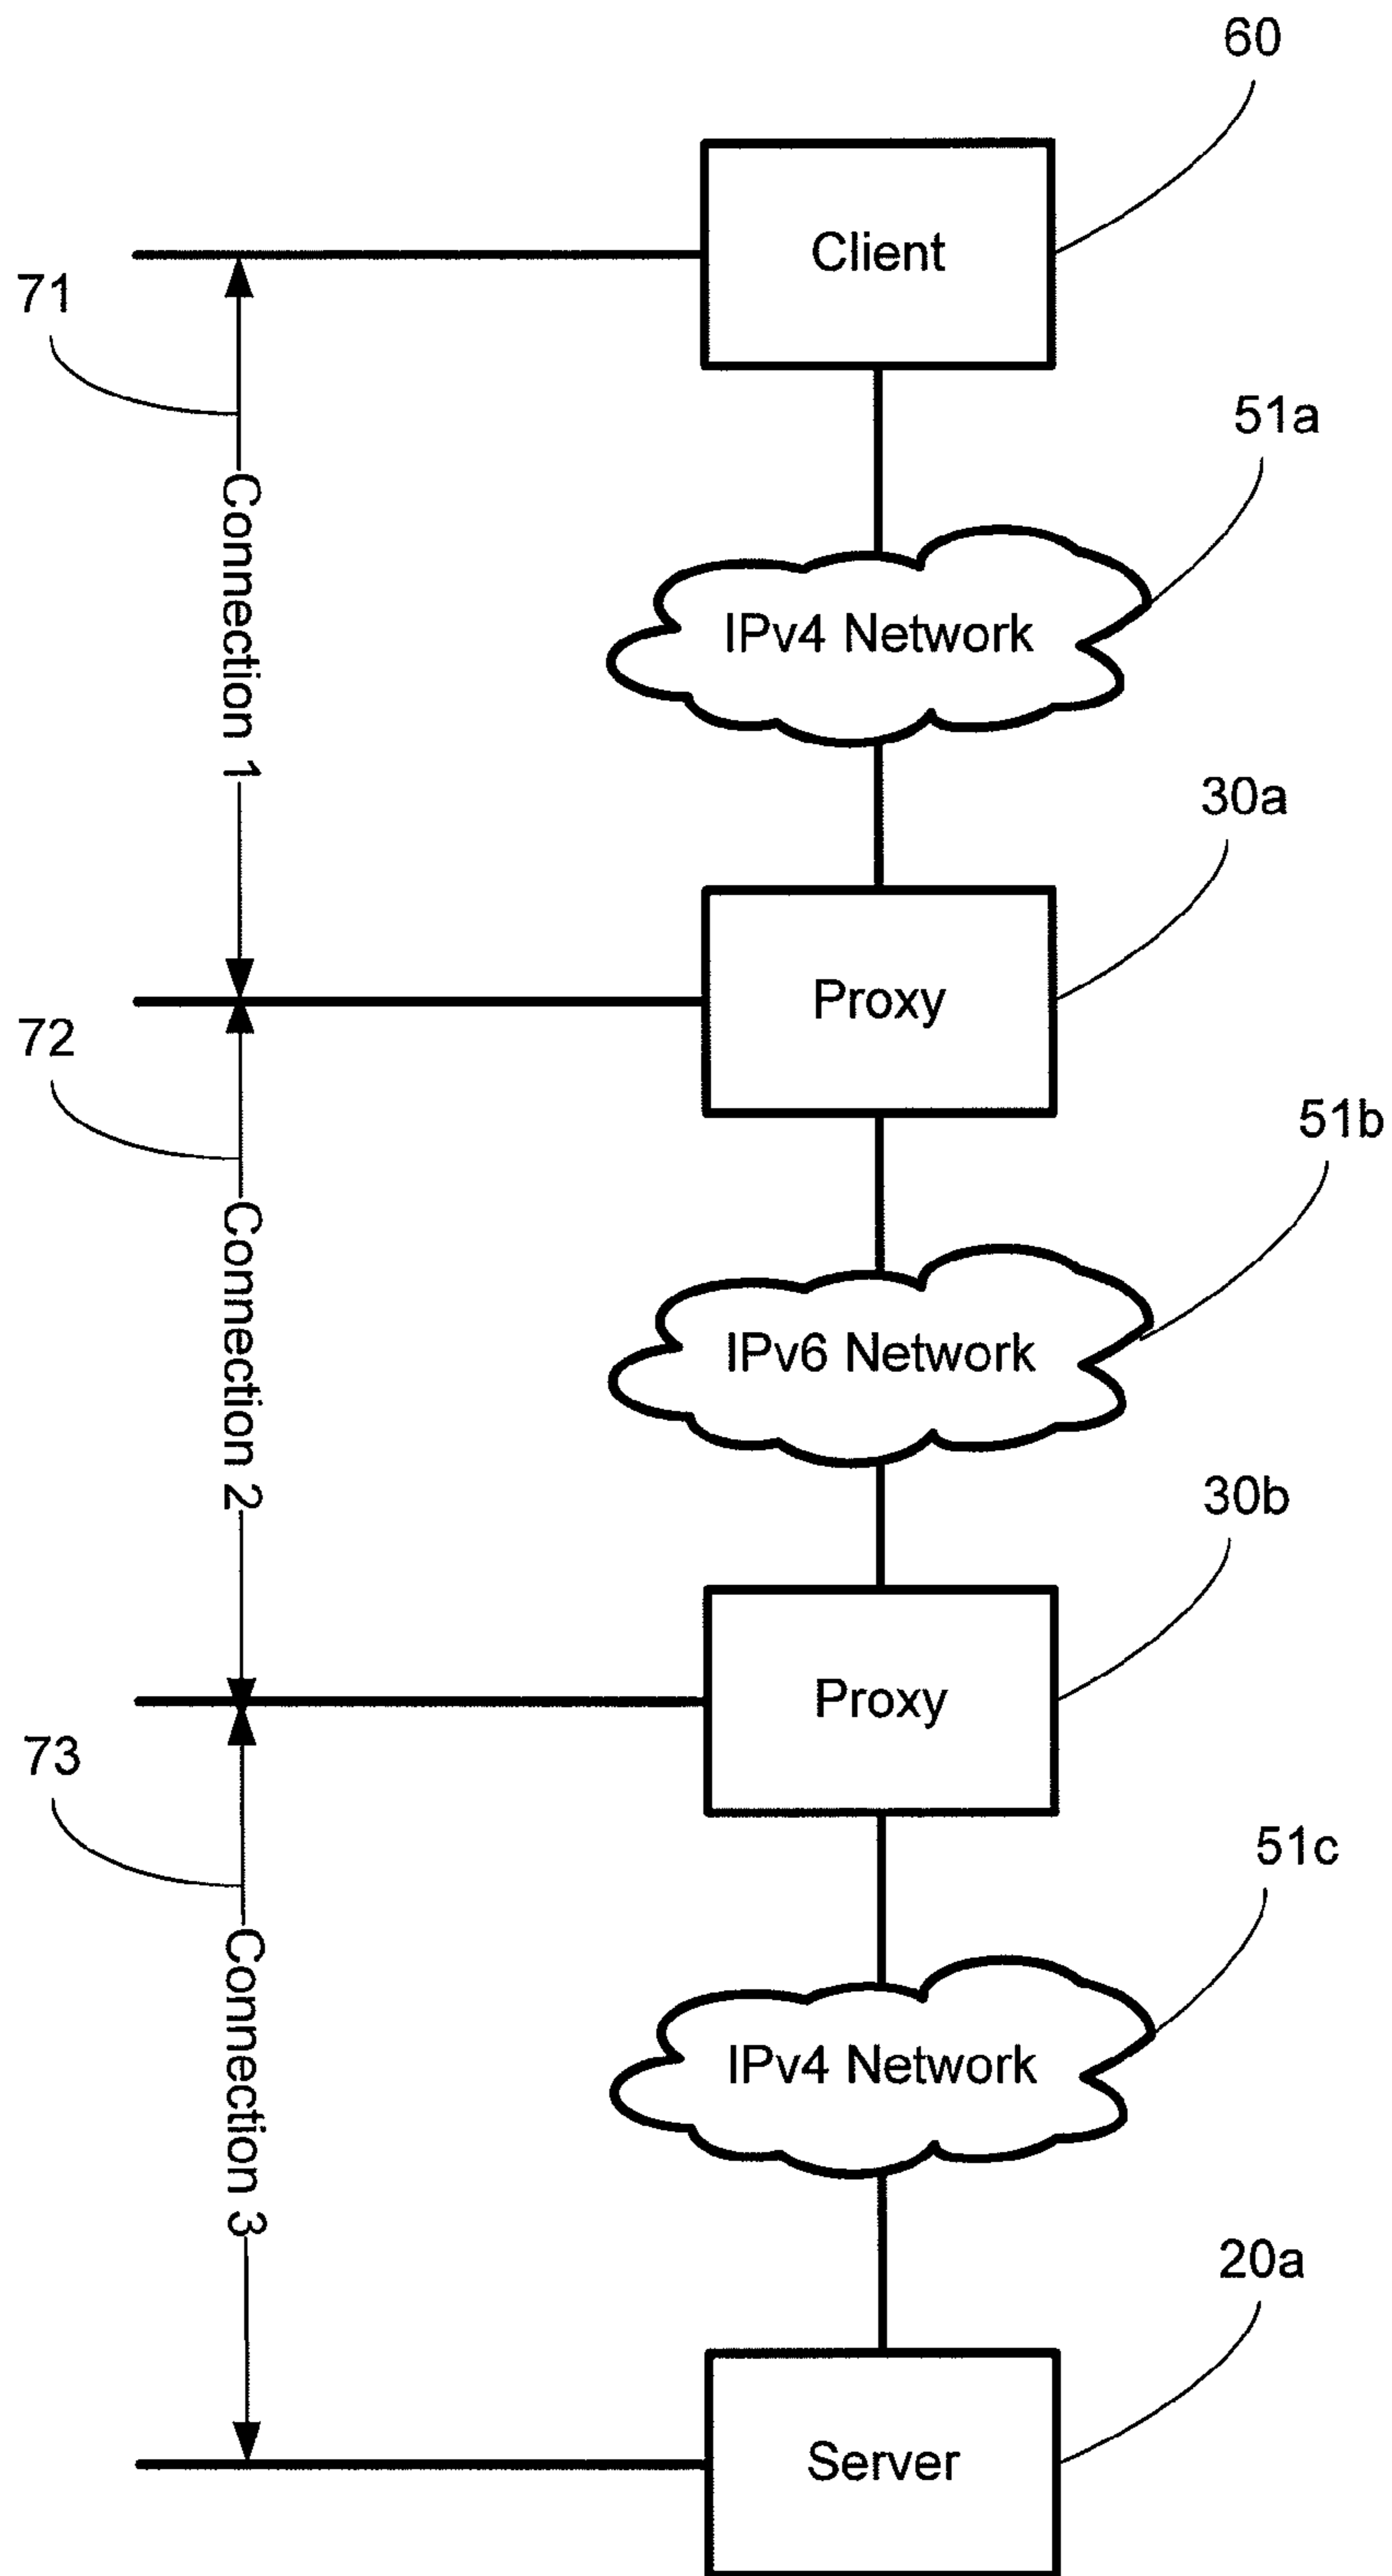 60
Client
71
51a
Connection 1
IPv4 Network
30a
Proxy
72
51b
Connection 2
IPv6 Network
30b
Proxy
73
51c
Connection 3
IPv4 Network
20a
Server